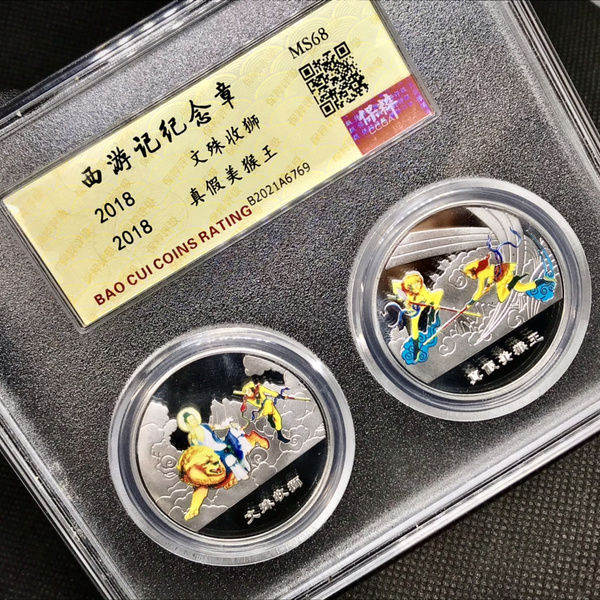 西游记纪念章
MS68
2018 文殊收狮
2018 真假美猴王
BAO CUI COINS RATING
B2021A6769
保粹
CCGA
真假美猴王
文殊收狮